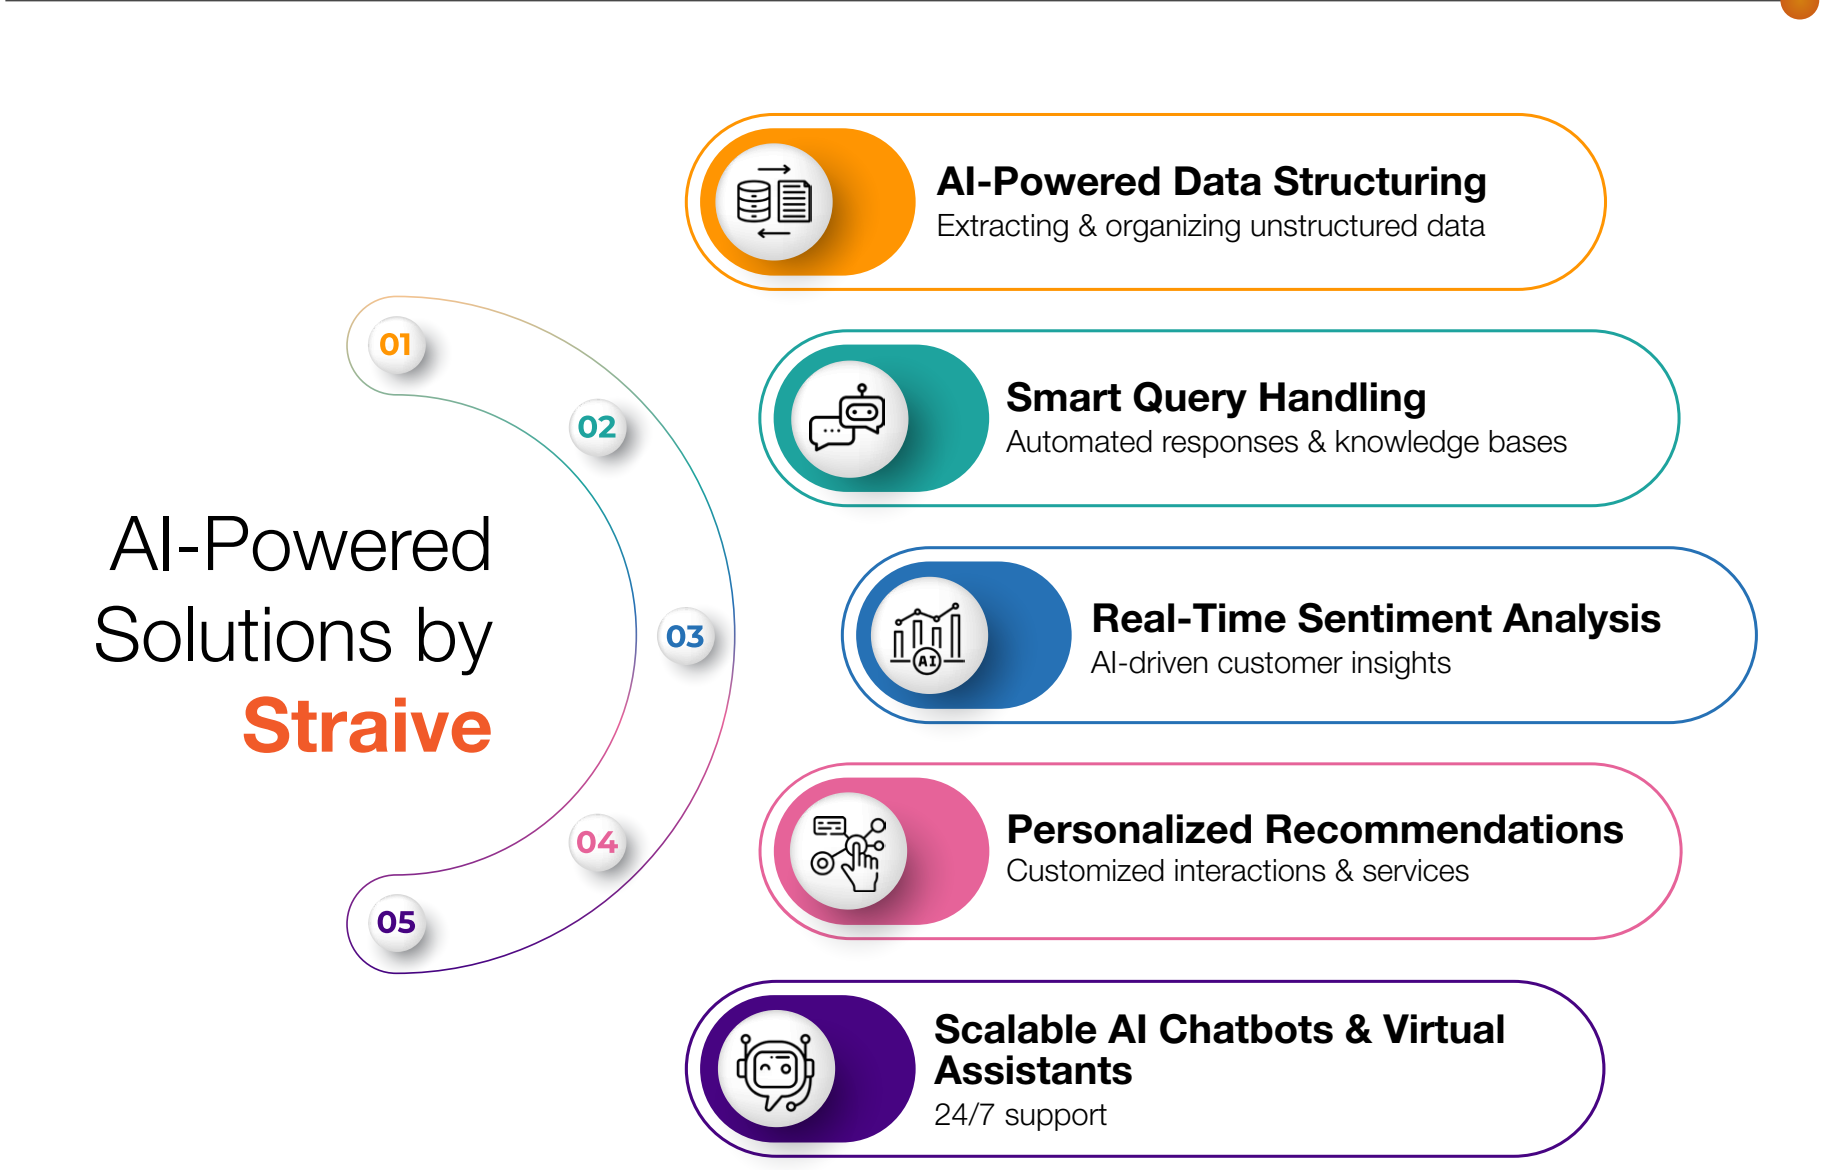 AI-Powered
Solutions by
Straive
01
02
03
04
05
AI-Powered Data Structuring
Extracting & organizing unstructured data
Smart Query Handling
Automated responses & knowledge bases
AI
Real-Time Sentiment Analysis
AI-driven customer insights
Personalized Recommendations
Customized interactions & services
Scalable AI Chatbots & Virtual
Assistants
24/7 support